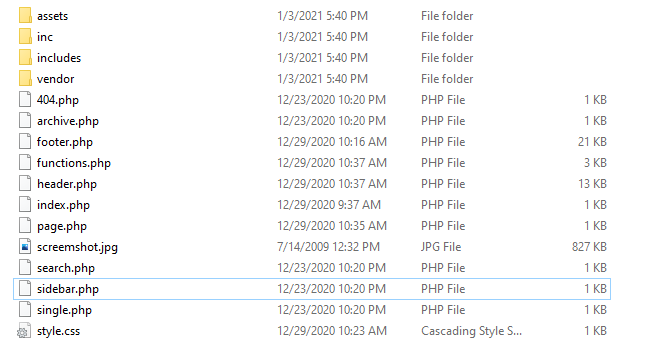 assets 1/3/2021 5:40 PM File folder
inc 1/3/2021 5:40 PM File folder
includes 1/3/2021 5:40 PM File folder
vendor 1/3/2021 5:40 PM File folder
404.php 12/23/2020 10:20 PM PHP File 1 KB
archive.php 12/23/2020 10:20 PM PHP File 1 KB
footer.php 12/29/2020 10:16 AM PHP File 21 KB
functions.php 12/29/2020 10:37 AM PHP File 3 KB
header.php 12/29/2020 10:37 AM PHP File 13 KB
index.php 12/29/2020 9:37 AM PHP File 1 KB
page.php 12/29/2020 10:35 AM PHP File 1 KB
screemshot.jpg 7/14/2009 12:32 PM JPG File 827 KB
search.php 12/23/2020 10:20 PM PHP File 1 KB
sidebar.php 12/23/2020 10:20 PM PHP File 1 KB
single.php 12/23/2020 10:20 PM PHP File 1 KB
style.css 12/29/2020 10:23 AM Cascading Style S... 1 KB